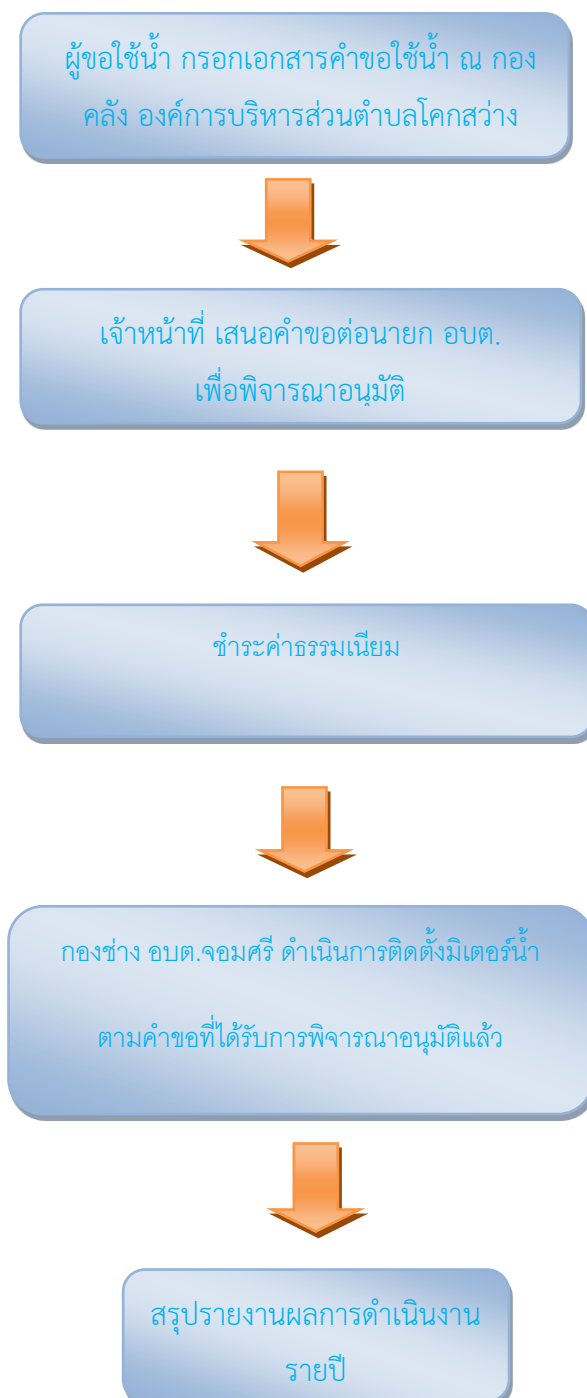 ผู้ขอใช้น้ำ กรอกเอกสารคำขอใช้น้ำ ณ กอง
คลัง องค์การบริหารส่วนตำบลโคกสว่าง
เจ้าหน้าที่ เสนอคำขอต่อนายก อบต.
เพื่อพิจารณาอนุมัติ
ชำระค่าธรรมเนียม
กองช่าง อบต.จอมศรี ดำเนินการติดตั้งมิเตอร์น้ำ
ตามคำขอที่ได้รับการพิจารณาอนุมัติแล้ว
สรุปรายงานผลการดำเนินงาน
รายปี